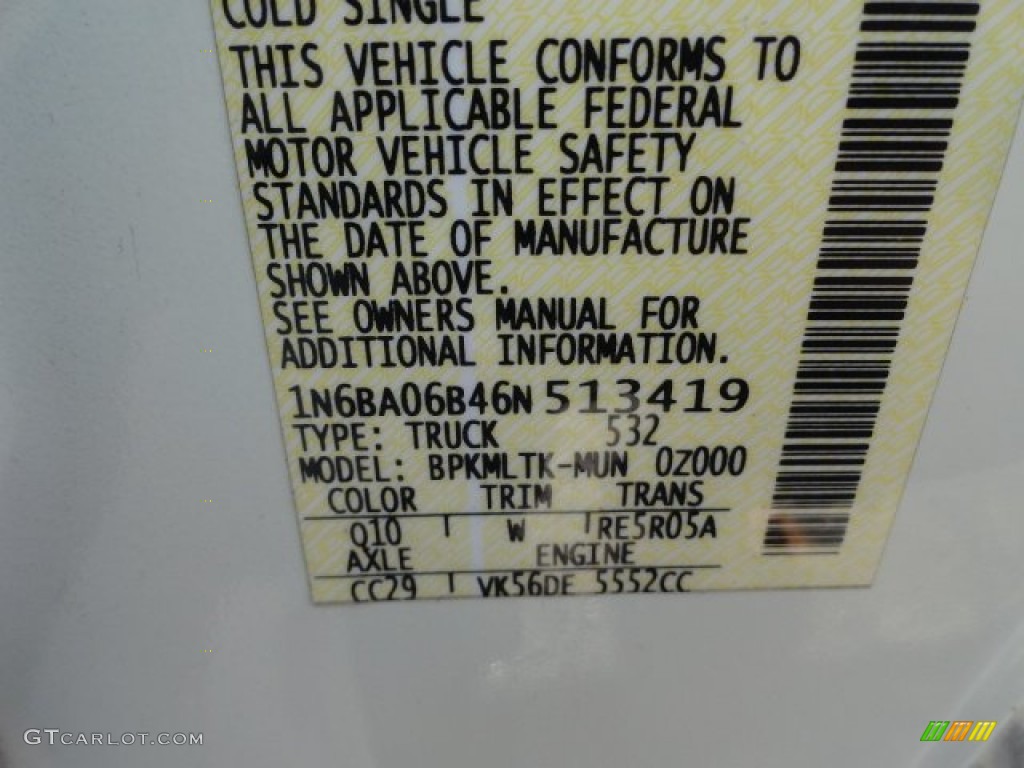 COLD SINGLE
THIS VEHICLE CONFORMS TO
ALL APPLICABLE FEDERAL
MOTOR VEHICLE SAFETY
STANDARDS IN EFFECT ON
THE DATE OF MANUFACTURE
SHOWN ABOVE.
SEE OWNERS MANUAL FOR
ADDITIONAL INFORMATION.
1N6BA06B46N 513419
TYPE: TRUCK 532
MODEL: BPKMLTK-MUN 0Z000
COLOR TRIM TRANS
Q10 W RE5R05A
AXLE ENGINE
CC29 VK56DE 5552CC
GTCARLOT.COM